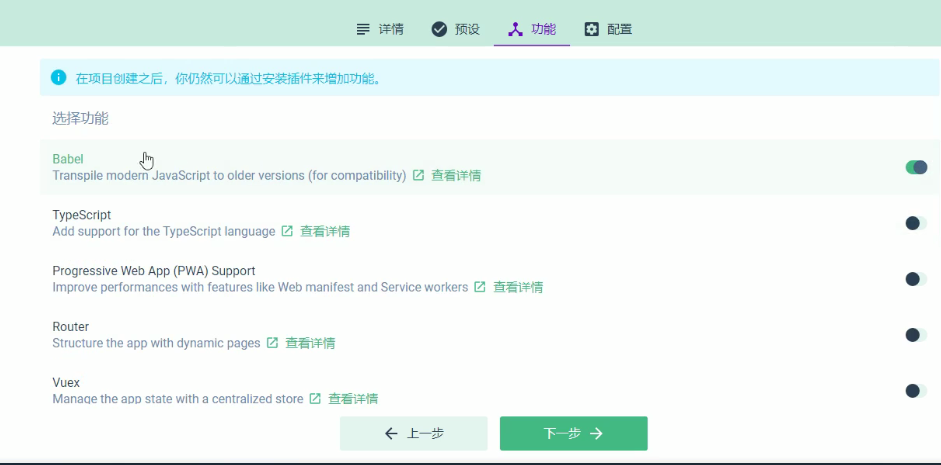 详情 预设 功能 配置
在项目创建之后，你仍然可以通过安装插件来增加功能。
选择功能
Babel
Transpile modern JavaScript to older versions (for compatibility) 查看详情
TypeScript
Add support for the TypeScript language 查看详情
Progressive Web App (PWA) Support
Improve performances with features like Web manifest and Service workers 查看详情
Router
Structure the app with dynamic pages 查看详情
Vuex
Manage the app state with a centralized store 查看详情
上一步 下一步